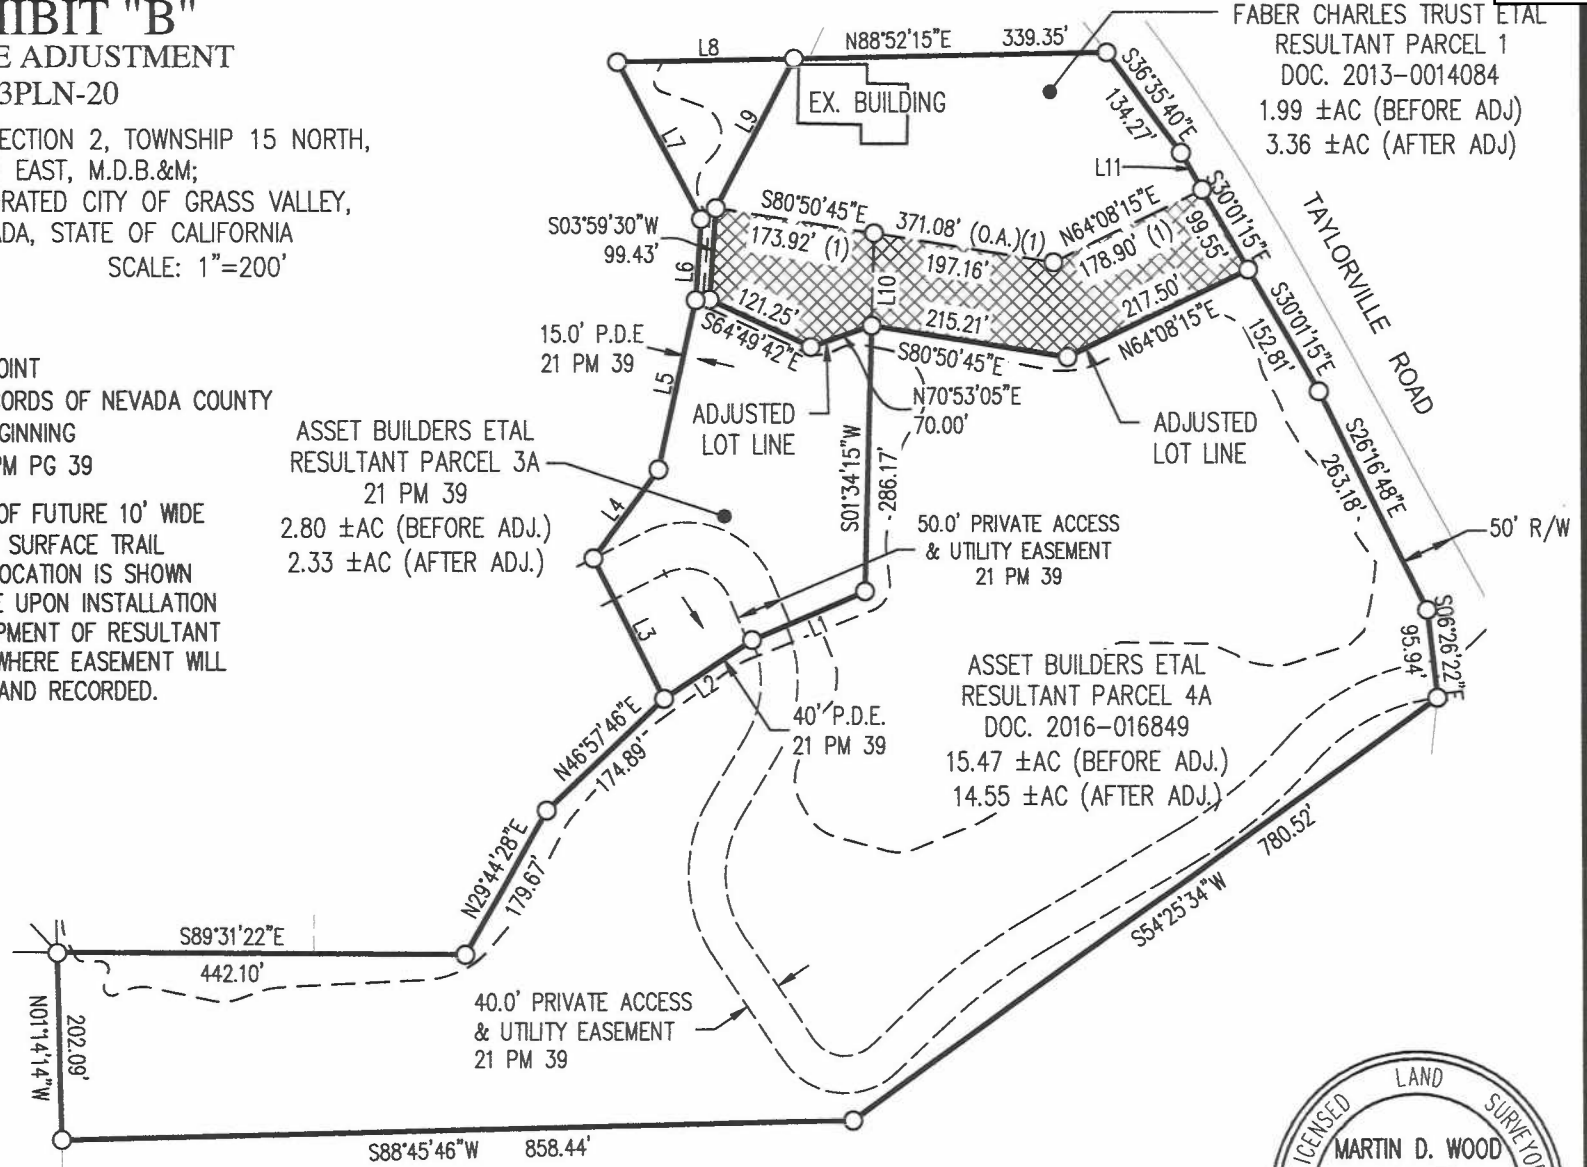 HIBIT "B"
E ADJUSTMENT
3PLN-20
ECTION 2, TOWNSHIP 15 NORTH,
EAST, M.D.B.&M;
RATED CITY OF GRASS VALLEY,
ADA, STATE OF CALIFORNIA
SCALE: 1"=200'
OINT
ORDS OF NEVADA COUNTY
GINNING
PM PG 39
OF FUTURE 10' WIDE
SURFACE TRAIL
OCATION IS SHOWN
E UPON INSTALLATION
PMENT OF RESULTANT
WHERE EASEMENT WILL
AND RECORDED.
FABER CHARLES TRUST ETAL
RESULTANT PARCEL 1
DOC. 2013-0014084
1.99 ±AC (BEFORE ADJ)
3.36 ±AC (AFTER ADJ)
L8
N88°52'15"E 339.35'
EX. BUILDING
S36°35'40"E
134.27'
L7
L9
L11
S30°01'15"E
99.55'
TAYLORVILLE ROAD
S03°59'30"W
99.43'
L6
S80°50'45"E
173.92' (1)
371.08' (O.A.)(1)
197.16'
N64°08'15"E
178.90' (1)
L10
121.25'
S64°49'42"E
215.21'
S80°50'45"E
217.50'
N64°08'15"E
S30°01'15"E
152.81'
15.0' P.D.E
21 PM 39
L5
N70°53'05"E
70.00'
ADJUSTED
LOT LINE
ADJUSTED
LOT LINE
S26°16'48"E
263.18'
ASSET BUILDERS ETAL
RESULTANT PARCEL 3A
21 PM 39
2.80 ±AC (BEFORE ADJ.)
2.33 ±AC (AFTER ADJ.)
S01°34'15"W
286.17'
L4
50.0' PRIVATE ACCESS
& UTILITY EASEMENT
21 PM 39
50' R/W
L3
L1
L2
S06°26'22"E
95.94'
40' P.D.E.
21 PM 39
ASSET BUILDERS ETAL
RESULTANT PARCEL 4A
DOC. 2016-016849
15.47 ±AC (BEFORE ADJ.)
14.55 ±AC (AFTER ADJ.)
N46°57'46"E
174.89'
N29°44'28"E
179.67'
780.52'
S54°25'34"W
S89°31'22"E
442.10'
N01°14'14"W
202.09'
40.0' PRIVATE ACCESS
& UTILITY EASEMENT
21 PM 39
S88°45'46"W 858.44'
ICENSED LAND SURVEYO
MARTIN D. WOOD